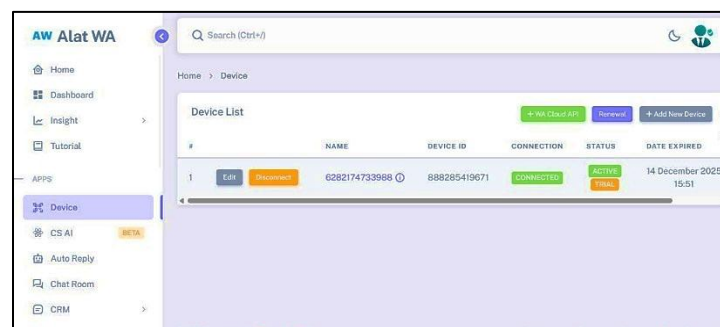 AW Alat WA
Search (Ctrl+/)
Home
Dashboard
Insight
Tutorial
APPS
Device
CS AI BETA
Auto Reply
Chat Room
CRM
Home > Device
Device List
+ WA Cloud API Renewal + Add New Device
# NAME DEVICE ID CONNECTION STATUS DATE EXPIRED
1 Edit Disconnect 6282174733988 888285419671 CONNECTED ACTIVE TRIAL 14 December 2025
15:51